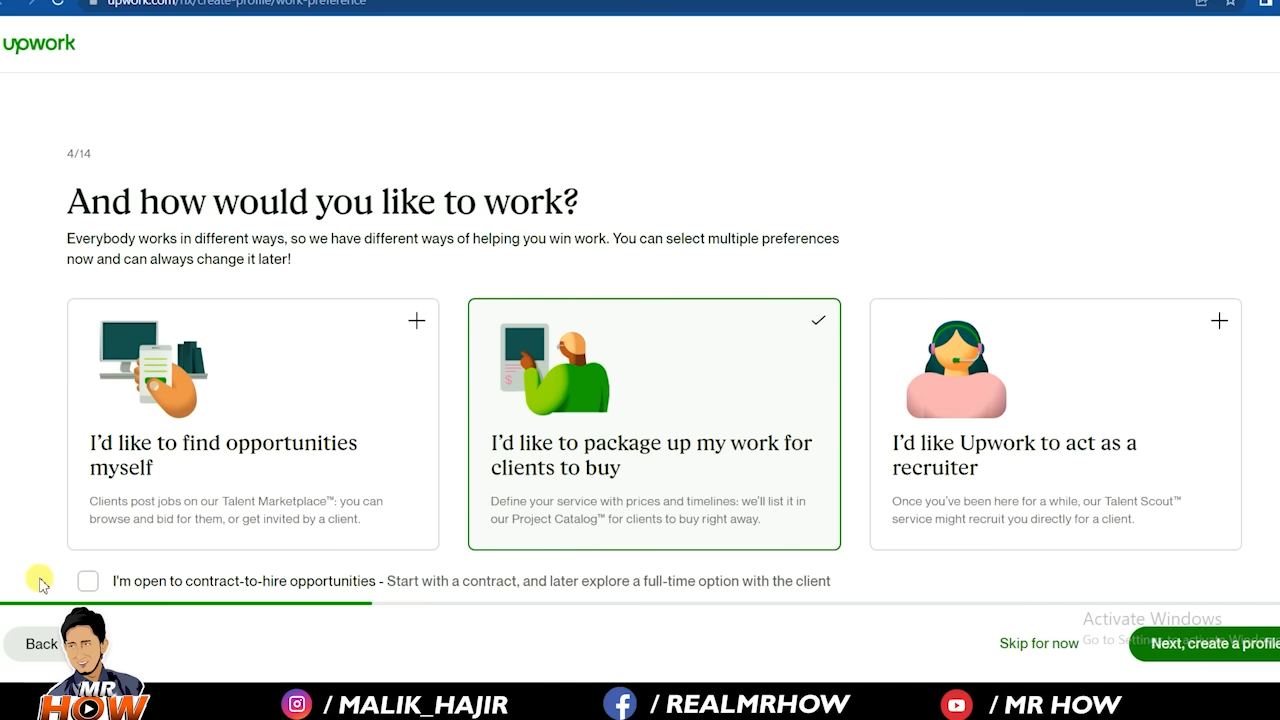 upwork.com/nx/create-profile/work-preference
upwork
4/14
And how would you like to work?
Everybody works in different ways, so we have different ways of helping you win work. You can select multiple preferences
now and can always change it later!
I'd like to find opportunities
myself
Clients post jobs on our Talent Marketplace™: you can
browse and bid for them, or get invited by a client.
$
I'd like to package up my work for
clients to buy
Define your service with prices and timelines: we'll list it in
our Project Catalog™ for clients to buy right away.
I'd like Upwork to act as a
recruiter
Once you've been here for a while, our Talent Scout™
service might recruit you directly for a client.
I'm open to contract-to-hire opportunities - Start with a contract, and later explore a full-time option with the client
Activate Windows
Go to Settings to activate Windows
Back
Skip for now
Next, create a profile
MR
HOW
/ MALIK_HAJIR
/ REALMRHOW
/ MR HOW